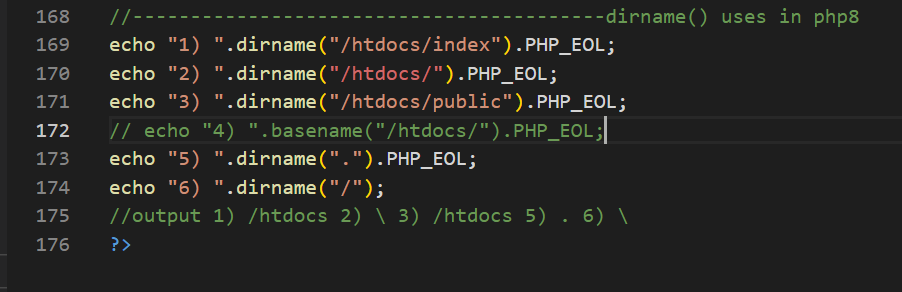 168 //----------------------------------------dirname() uses in php8
169 echo "1) ".dirname("/htdocs/index").PHP_EOL;
170 echo "2) ".dirname("/htdocs/").PHP_EOL;
171 echo "3) ".dirname("/htdocs/public").PHP_EOL;
172 // echo "4) ".basename("/htdocs/").PHP_EOL;
173 echo "5) ".dirname(".").PHP_EOL;
174 echo "6) ".dirname("/");
175 //output 1) /htdocs 2) \ 3) /htdocs 5) . 6) \
176 ?>